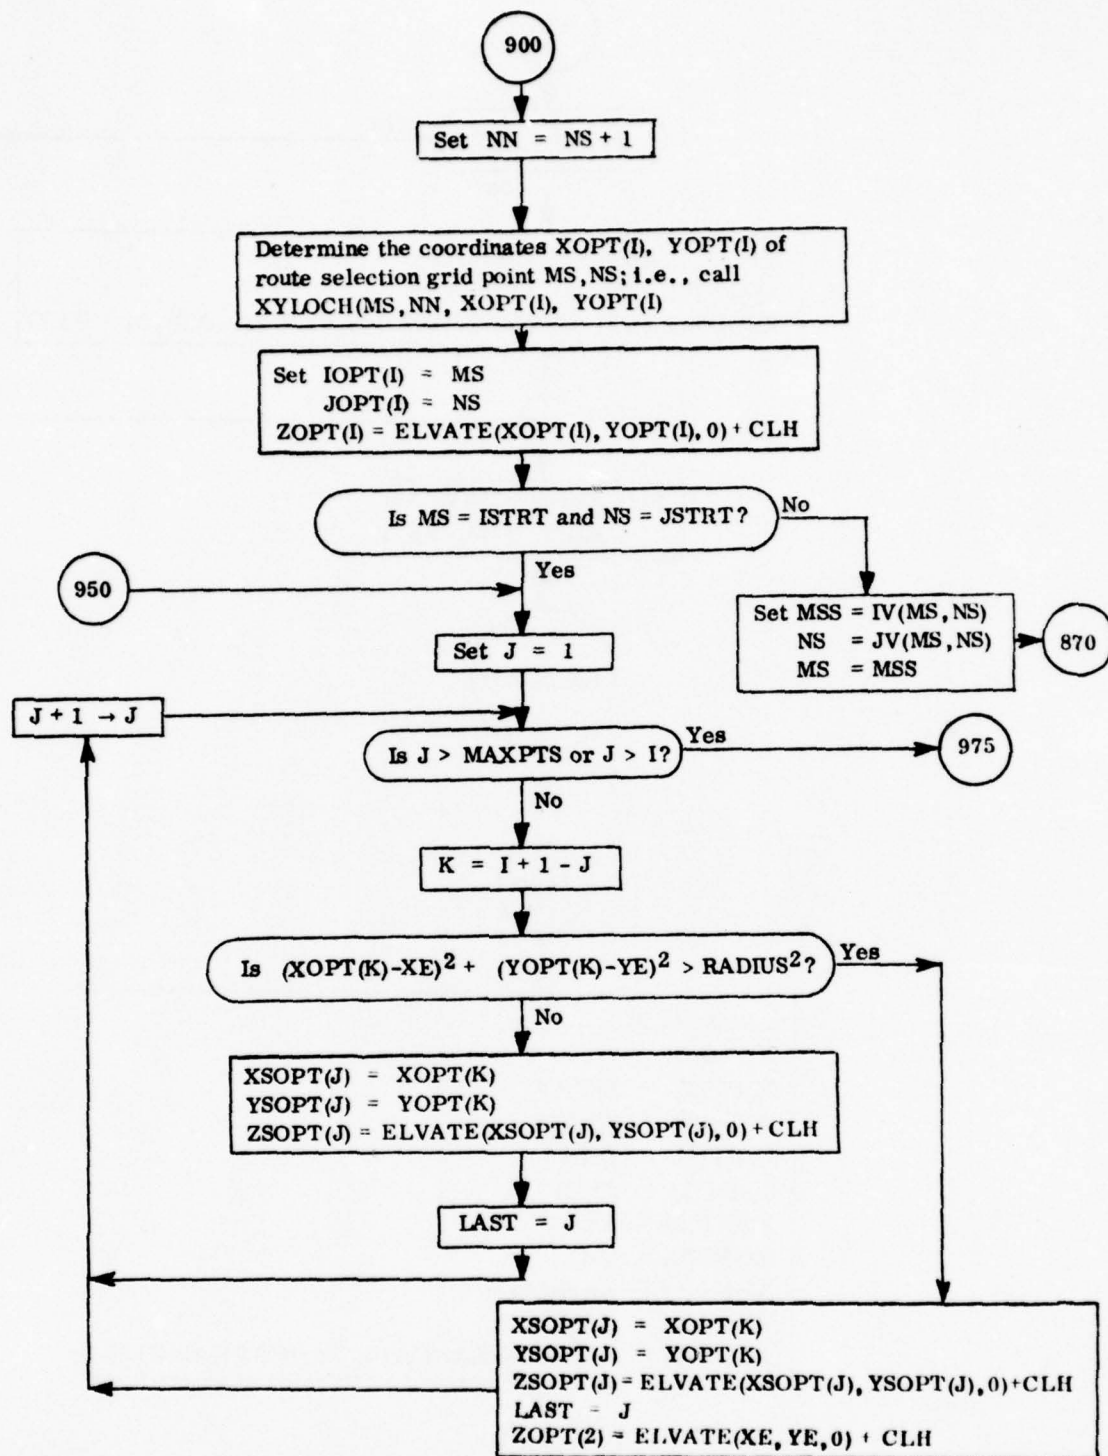 900
Set NN = NS + 1
Determine the coordinates XOPT(I), YOPT(I) of
route selection grid point MS,NS; i.e., call
XYLOCH(MS,NN, XOPT(I), YOPT(I)
Set IOPT(I) = MS
JOPT(I) = NS
ZOPT(I) = ELVATE(XOPT(I), YOPT(I), 0) + CLH
Is MS = ISTRT and NS = JSTRT?
No
Yes
950
Set MSS = IV(MS,NS)
NS = JV(MS,NS)
MS = MSS
870
Set J = 1
J + 1 → J
Is J > MAXPTS or J > I?
Yes
975
No
K = I + 1 - J
Is (XOPT(K)-XE)² + (YOPT(K)-YE)² > RADIUS²?
Yes
No
XSOPT(J) = XOPT(K)
YSOPT(J) = YOPT(K)
ZSOPT(J) = ELVATE(XSOPT(J), YSOPT(J), 0) + CLH
LAST = J
XSOPT(J) = XOPT(K)
YSOPT(J) = YOPT(K)
ZSOPT(J) = ELVATE(XSOPT(J), YSOPT(J), 0)+CLH
LAST = J
ZOPT(2) = ELVATE(XE, YE, 0) + CLH